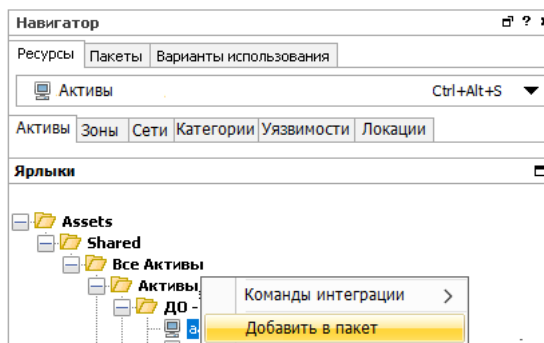 Навигатор
Ресурсы Пакеты Варианты использования
Активы Ctrl+Alt+S
Активы Зоны Сети Категории Уязвимости Локации
Ярлыки
Assets
Shared
Все Активы
Активы
ДО -
Команды интеграции
Добавить в пакет